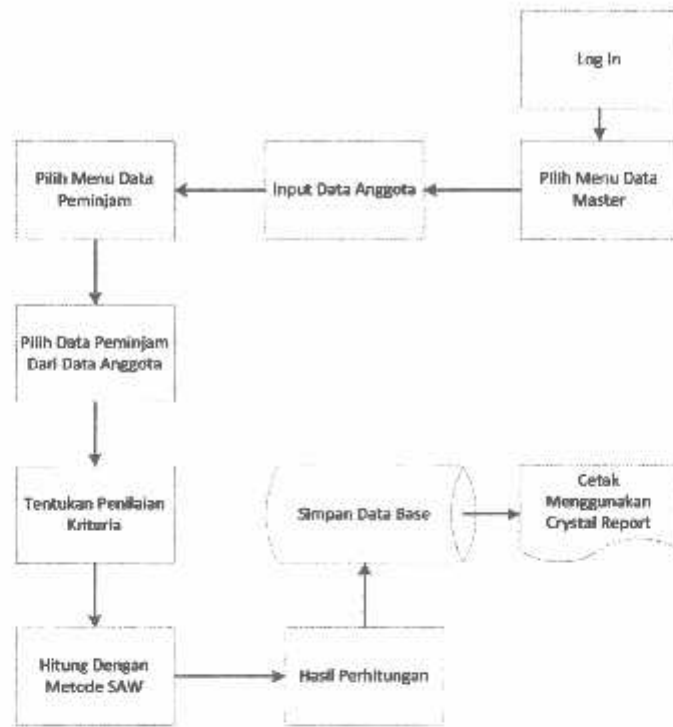 Log In
Pilih Menu Data
Master
Input Data Anggota
Pilih Menu Data
Peminjam
Pilih Data Peminjam
Dari Data Anggota
Tentukan Penilaian
Kriteria
Hitung Dengan
Metode SAW
Hasil Perhitungan
Simpan Data Base
Cetak
Menggunakan
Crystall Report